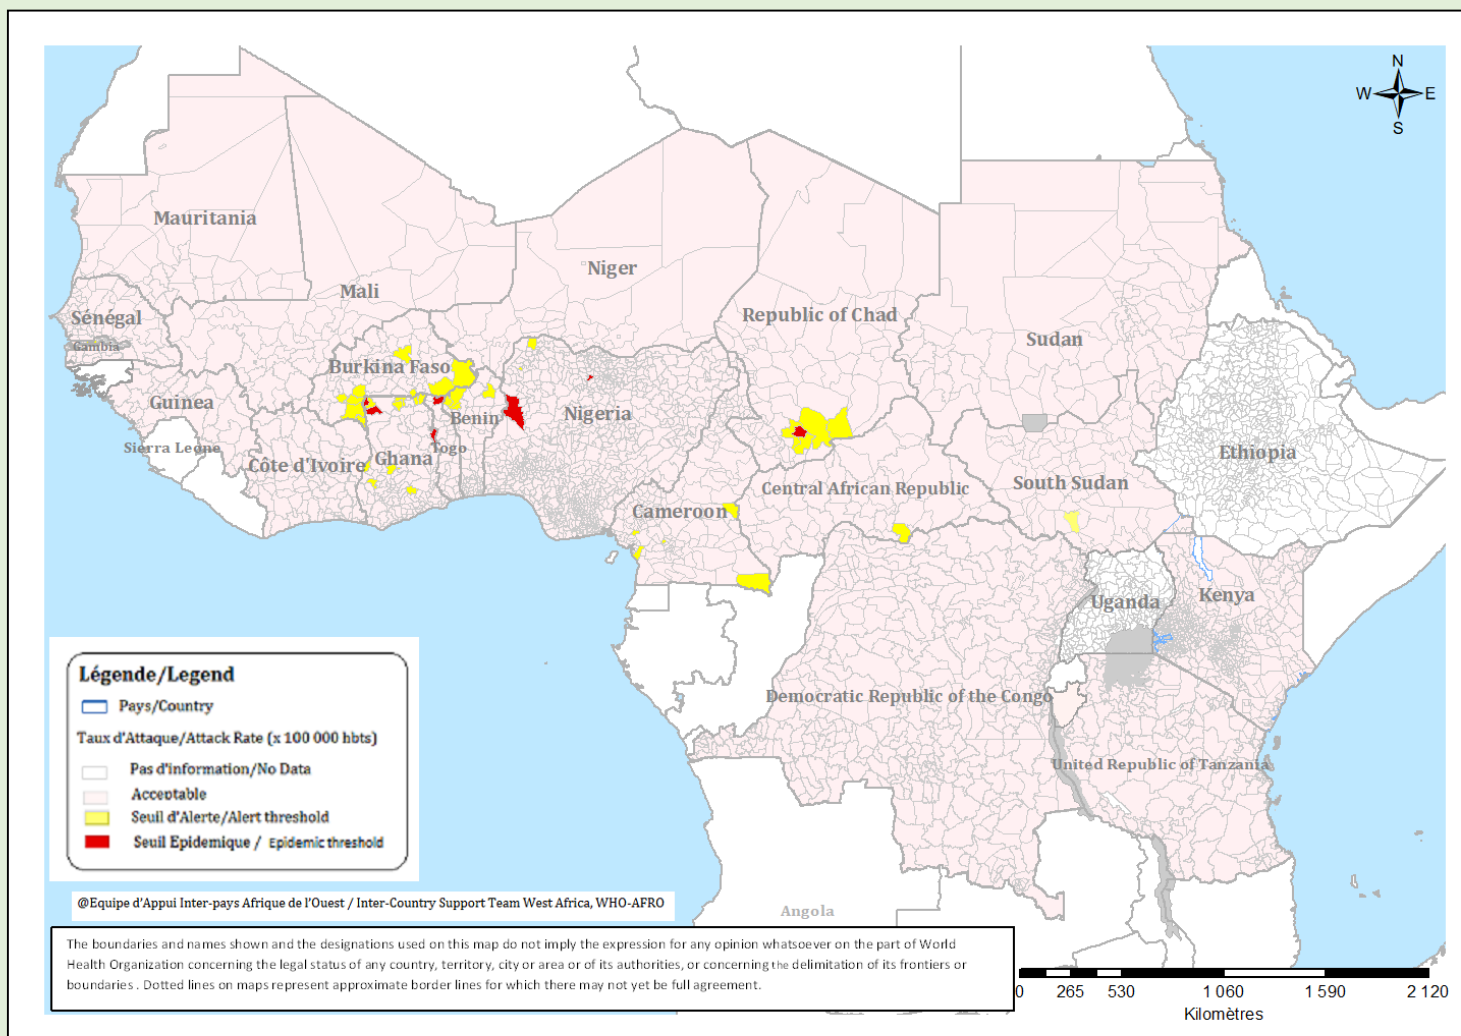 N
W E
S
Mauritania
Mali
Niger
Republic of Chad
Sudan
Sénégal
Gambia
Burkina Faso
Guinea
Benin
Nigeria
Sierra Leone
Côte d'Ivoire
Ghana
Togo
Ethiopia
Cameroon
Central African Republic
South Sudan
Uganda
Kenya
Democratic Republic of the Congo
United Republic of Tanzania
Angola
Légende/Legend
Pays/Country
Taux d'Attaque/Attack Rate (x 100 000 hbts)
Pas d'information/No Data
Acceptable
Seuil d'Alerte/Alert threshold
Seuil Epidemique / Epidemic threshold
@Equipe d'Appui Inter-pays Afrique de l'Ouest / Inter-Country Support Team West Africa, WHO-AFRO
The boundaries and names shown and the designations used on this map do not imply the expression for any opinion whatsoever on the part of World
Health Organization concerning the legal status of any country, territory, city or area or of its authorities, or concerning the delimitation of its frontiers or
boundaries . Dotted lines on maps represent approximate border lines for which there may not yet be full agreement.
0 265 530 1 060 1 590 2 120
Kilomètres